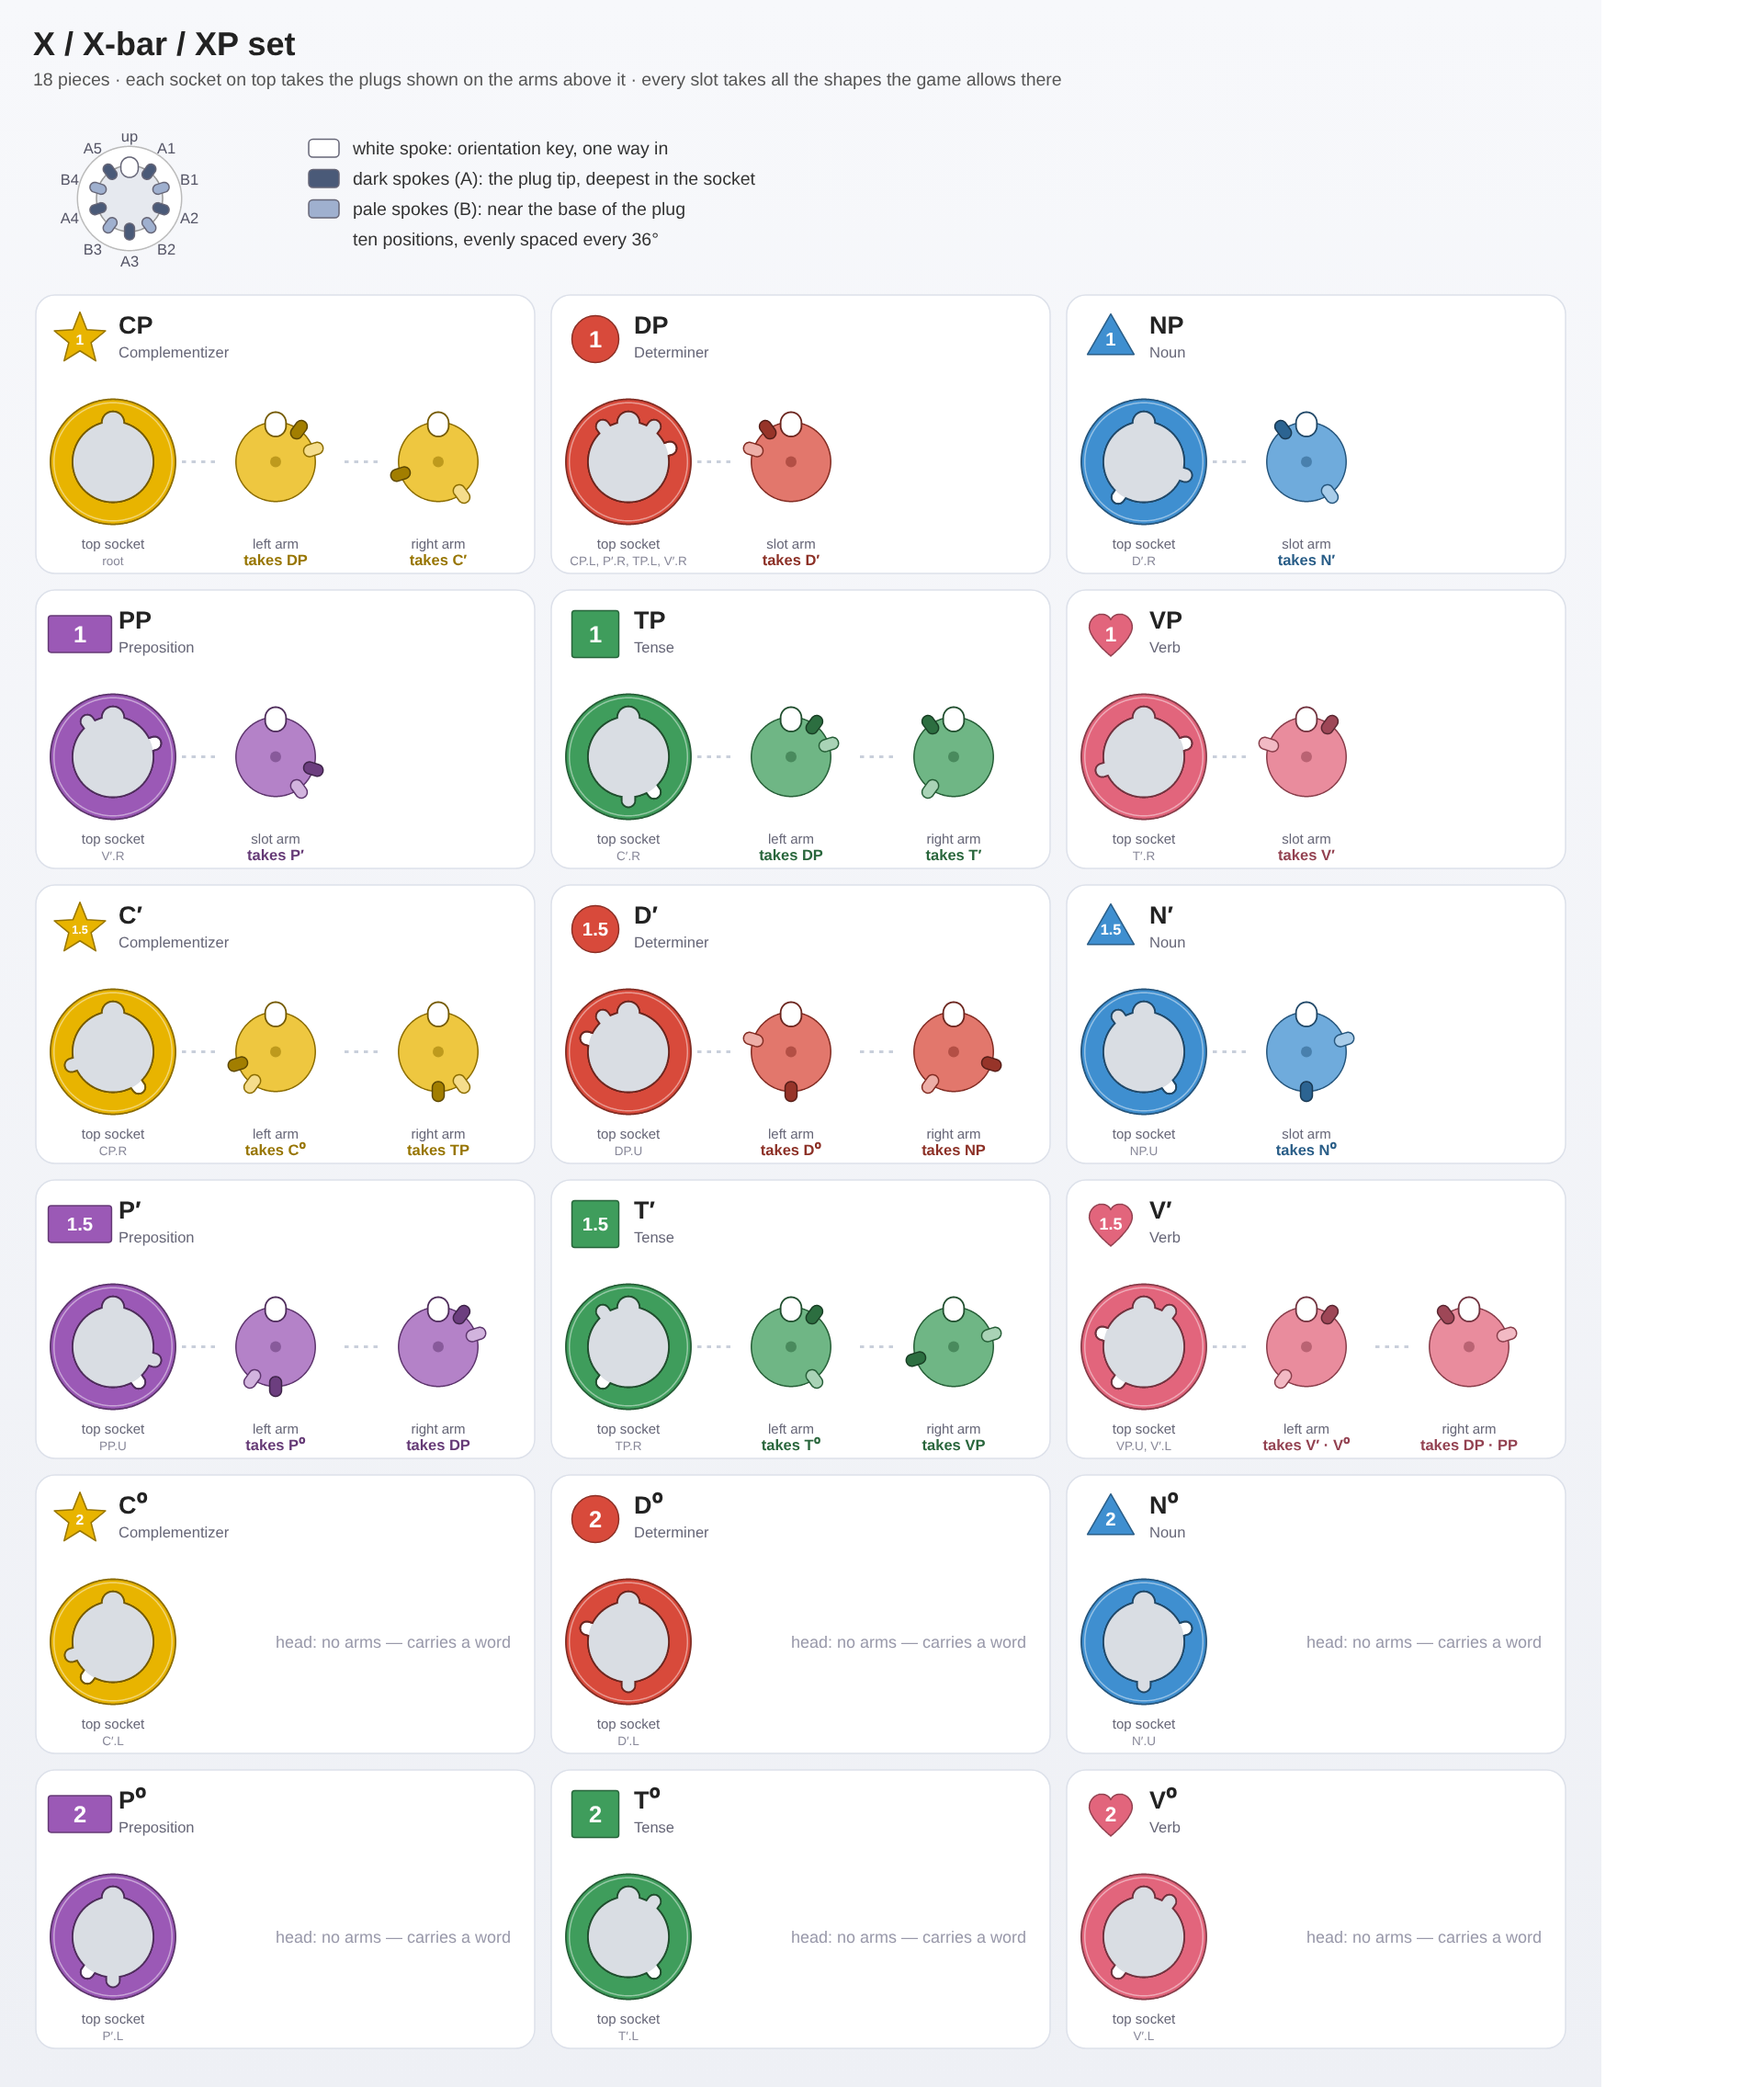 X / X-bar / XP set
18 pieces · each socket on top takes the plugs shown on the arms above it · every slot takes all the shapes the game allows there
up
A5 A1
B4 B1
A4 A2
B3 B2
A3
white spoke: orientation key, one way in
dark spokes (A): the plug tip, deepest in the socket
pale spokes (B): near the base of the plug
ten positions, evenly spaced every 36°
1 CP
Complementizer
top socket left arm right arm
root takes DP takes C′
1 DP
Determiner
top socket slot arm
CP.L, P′.R, TP.L, V′.R takes D′
1 NP
Noun
top socket slot arm
D′.R takes N′
1 PP
Preposition
top socket slot arm
V′.R takes P′
1 TP
Tense
top socket left arm right arm
C′.R takes DP takes T′
1 VP
Verb
top socket slot arm
T′.R takes V′
1.5 C′
Complementizer
top socket left arm right arm
CP.R takes C⁰ takes TP
1.5 D′
Determiner
top socket left arm right arm
DP.U takes D⁰ takes NP
1.5 N′
Noun
top socket slot arm
NP.U takes N⁰
1.5 P′
Preposition
top socket left arm right arm
PP.U takes P⁰ takes DP
1.5 T′
Tense
top socket left arm right arm
TP.R takes T⁰ takes VP
1.5 V′
Verb
top socket left arm right arm
VP.U, V′.L takes V′ · V⁰ takes DP · PP
2 C⁰
Complementizer
head: no arms — carries a word
top socket
C′.L
2 D⁰
Determiner
head: no arms — carries a word
top socket
D′.L
2 N⁰
Noun
head: no arms — carries a word
top socket
N′.U
2 P⁰
Preposition
head: no arms — carries a word
top socket
P′.L
2 T⁰
Tense
head: no arms — carries a word
top socket
T′.L
2 V⁰
Verb
head: no arms — carries a word
top socket
V′.L